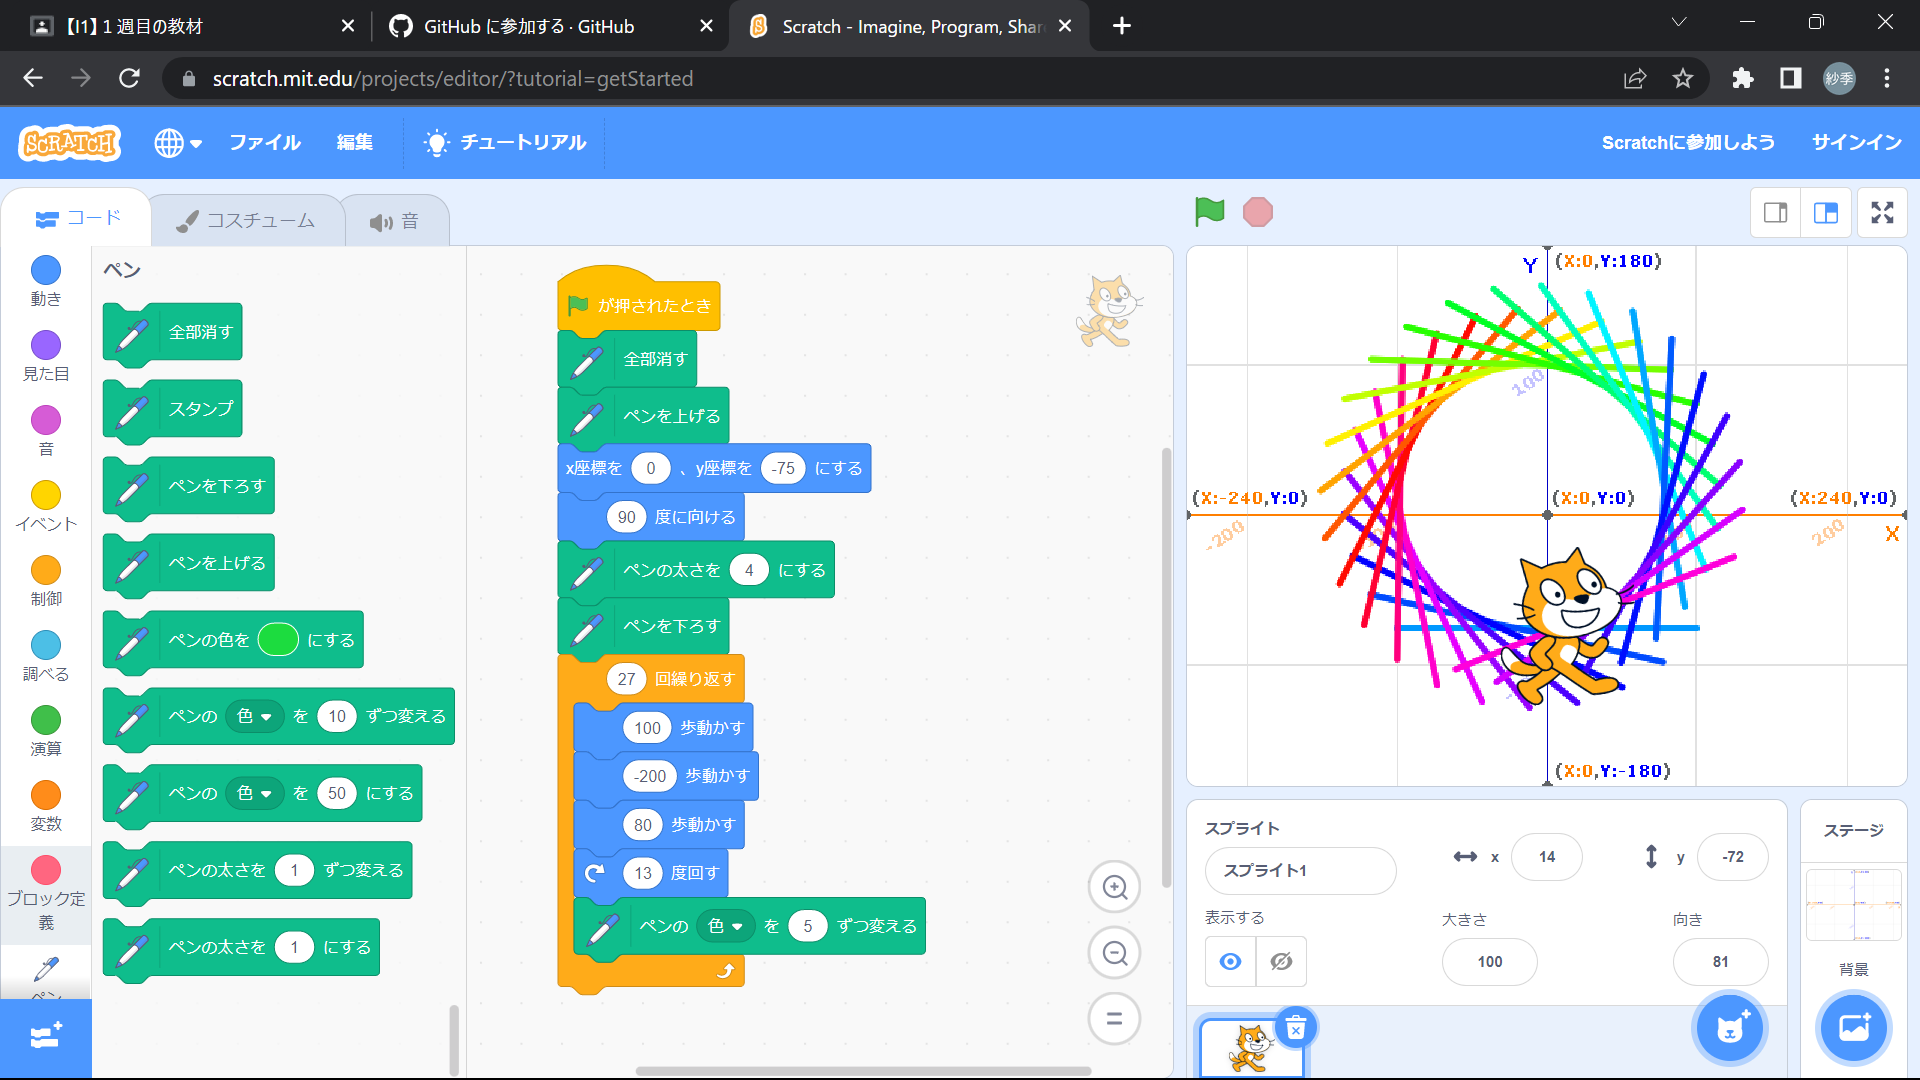 【I1】１週目の教材
GitHub に参加する · GitHub
Scratch - Imagine, Program, Shar
scratch.mit.edu/projects/editor/?tutorial=getStarted
紗季
SCRATCH
ファイル
編集
チュートリアル
Scratchに参加しよう
サインイン
コード
コスチューム
音
動き
見た目
音
イベント
制御
調べる
演算
変数
ブロック定義
ペン
ペン
全部消す
スタンプ
ペンを下ろす
ペンを上げる
ペンの色を にする
ペンの 色 を 10 ずつ変える
ペンの 色 を 50 にする
ペンの太さを 1 ずつ変える
ペンの太さを 1 にする
が押されたとき
全部消す
ペンを上げる
x座標を 0 、y座標を -75 にする
90 度に向ける
ペンの太さを 4 にする
ペンを下ろす
27 回繰り返す
100 歩動かす
-200 歩動かす
80 歩動かす
13 度回す
ペンの 色 を 5 ずつ変える
Y
(X:0,Y:180)
100
(X:-240,Y:0)
(X:0,Y:0)
(X:240,Y:0)
-200
200
X
(X:0,Y:-180)
スプライト
スプライト1
x 14
y -72
表示する
大きさ
100
向き
81
ステージ
背景